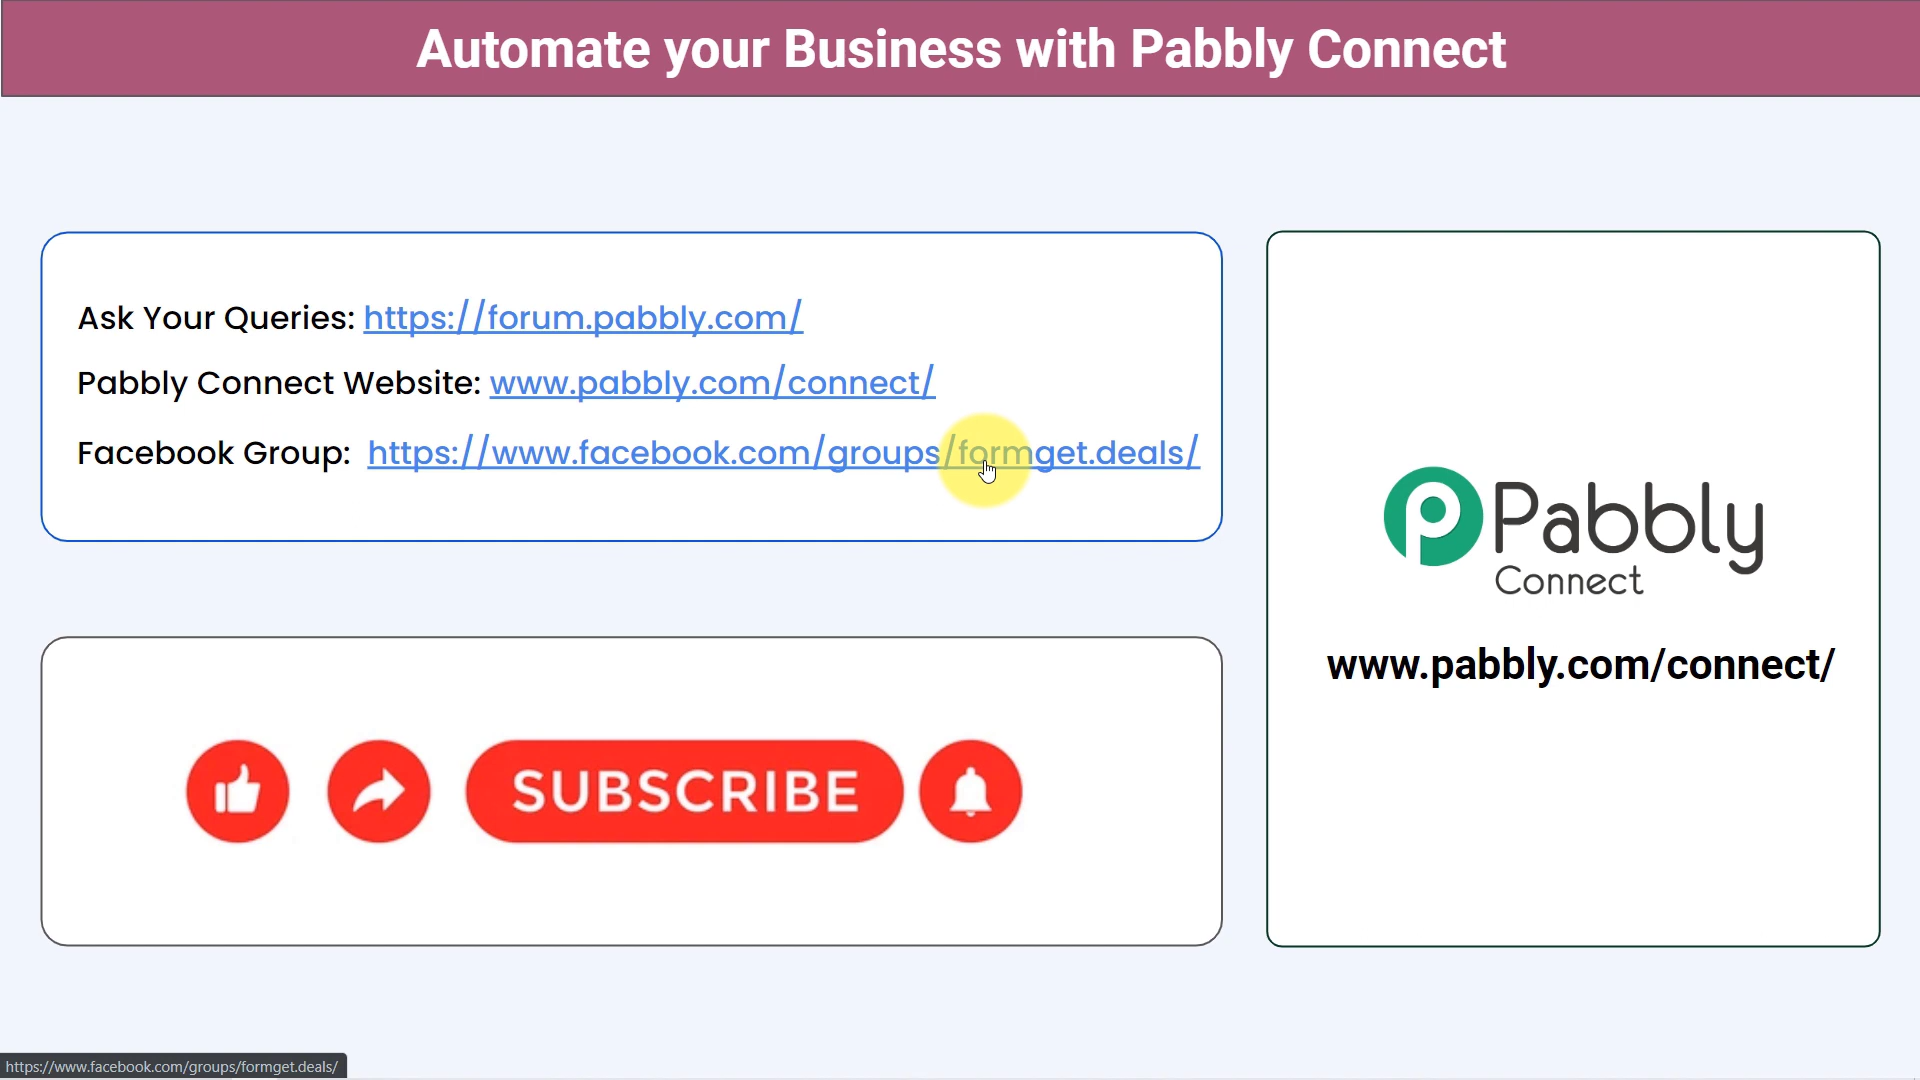 Automate your Business with Pabbly Connect
Ask Your Queries: https://forum.pabbly.com/
Pabbly Connect Website: www.pabbly.com/connect/
Facebook Group: https://www.facebook.com/groups/formget.deals/
Pabbly
Connect
www.pabbly.com/connect/
SUBSCRIBE
https://www.facebook.com/groups/formget.deals/